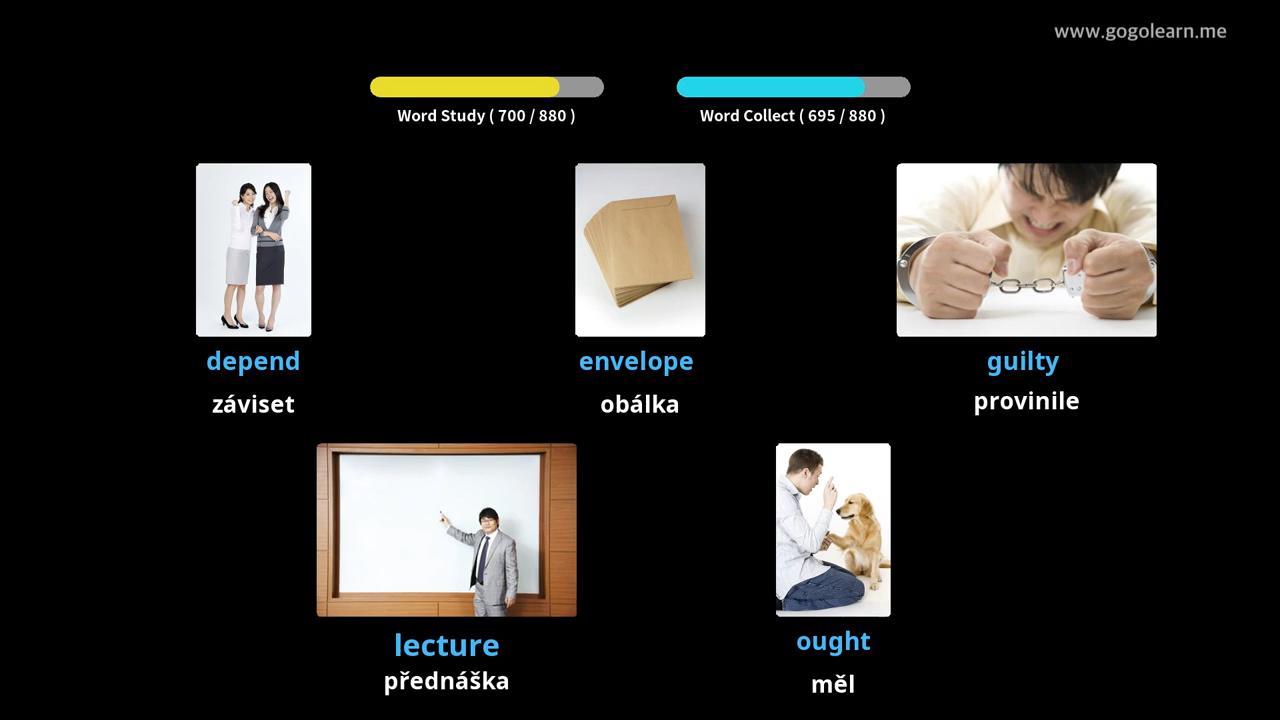 www.gogolearn.me
Word Study ( 700 / 880 )
Word Collect ( 695 / 880 )
depend
envelope
guilty
záviset
obálka
provinile
lecture
ought
přednáška
měl